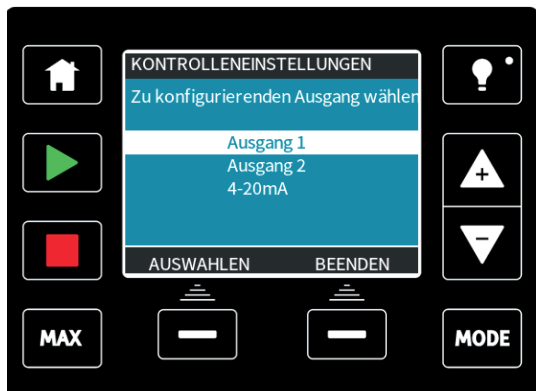 KONTROLLENEINSTELLUNGEN
Zu konfigurierenden Ausgang wählen
Ausgang 1
Ausgang 2
4-20mA
AUSWAHLEN BEENDEN
+
-
MAX
MODE